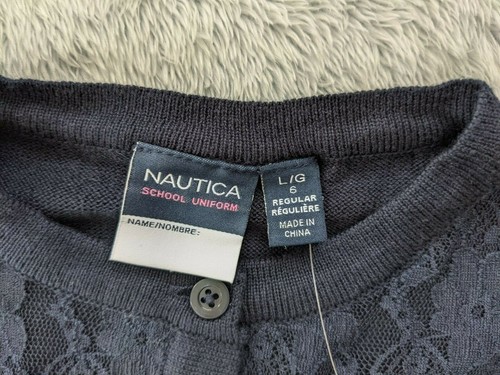 NAUTICA
SCHOOL UNIFORM
NAME/NOMBRE:
L/G
6
REGULAR
RÉGULIÈRE
MADE IN
CHINA